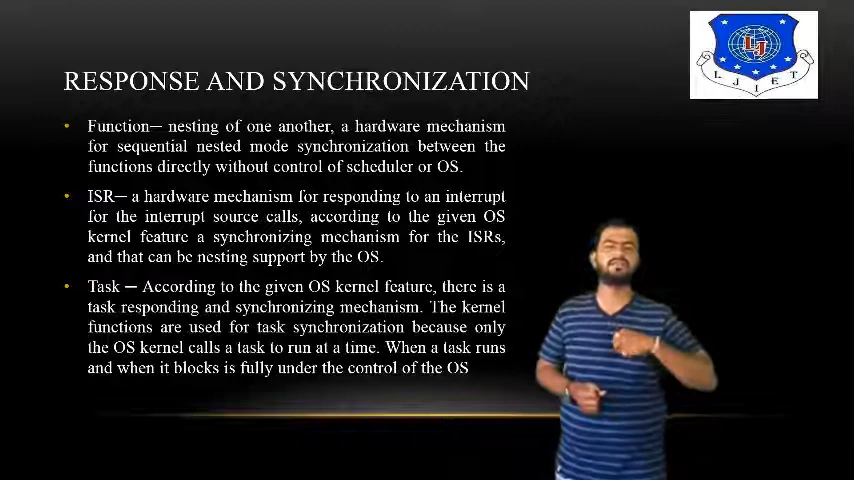 LJ
LJIET
RESPONSE AND SYNCHRONIZATION
• Function— nesting of one another, a hardware mechanism
for sequential nested mode synchronization between the
functions directly without control of scheduler or OS.
• ISR— a hardware mechanism for responding to an interrupt
for the interrupt source calls, according to the given OS
kernel feature a synchronizing mechanism for the ISRs,
and that can be nesting support by the OS.
• Task — According to the given OS kernel feature, there is a
task responding and synchronizing mechanism. The kernel
functions are used for task synchronization because only
the OS kernel calls a task to run at a time. When a task runs
and when it blocks is fully under the control of the OS